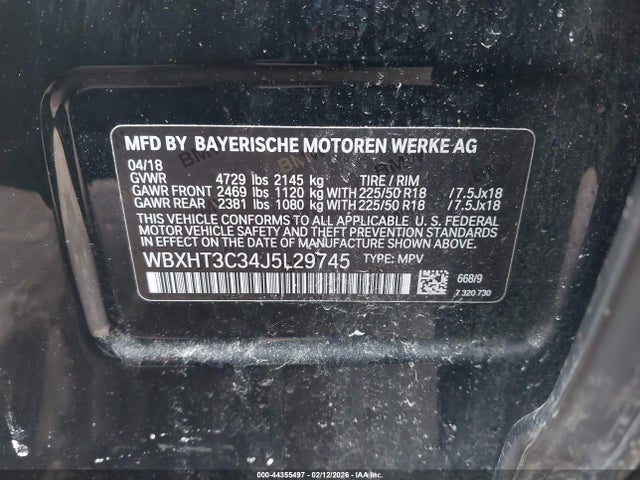 MFD BY BAYERISCHE MOTOREN WERKE AG
04/18
GVWR 4729 lbs 2145 kg TIRE / RIM
GAWR FRONT 2469 lbs 1120 kg WITH 225/50 R18 /7.5Jx18
GAWR REAR 2381 lbs 1080 kg WITH 225/50 R18 /7.5Jx18
THIS VEHICLE CONFORMS TO ALL APPLICABLE U.S. FEDERAL
MOTOR VEHICLE SAFETY, BUMPER, AND THEFT PREVENTION
STANDARDS IN EFFECT ON THE DATE OF MANUFACTURE
SHOWN ABOVE.
WBXHT3C34J5L29745 TYPE: MPV
668/9
7 320 730
000-44355497 - 02/12/2026 - COPYRIGHT IAA, LLC